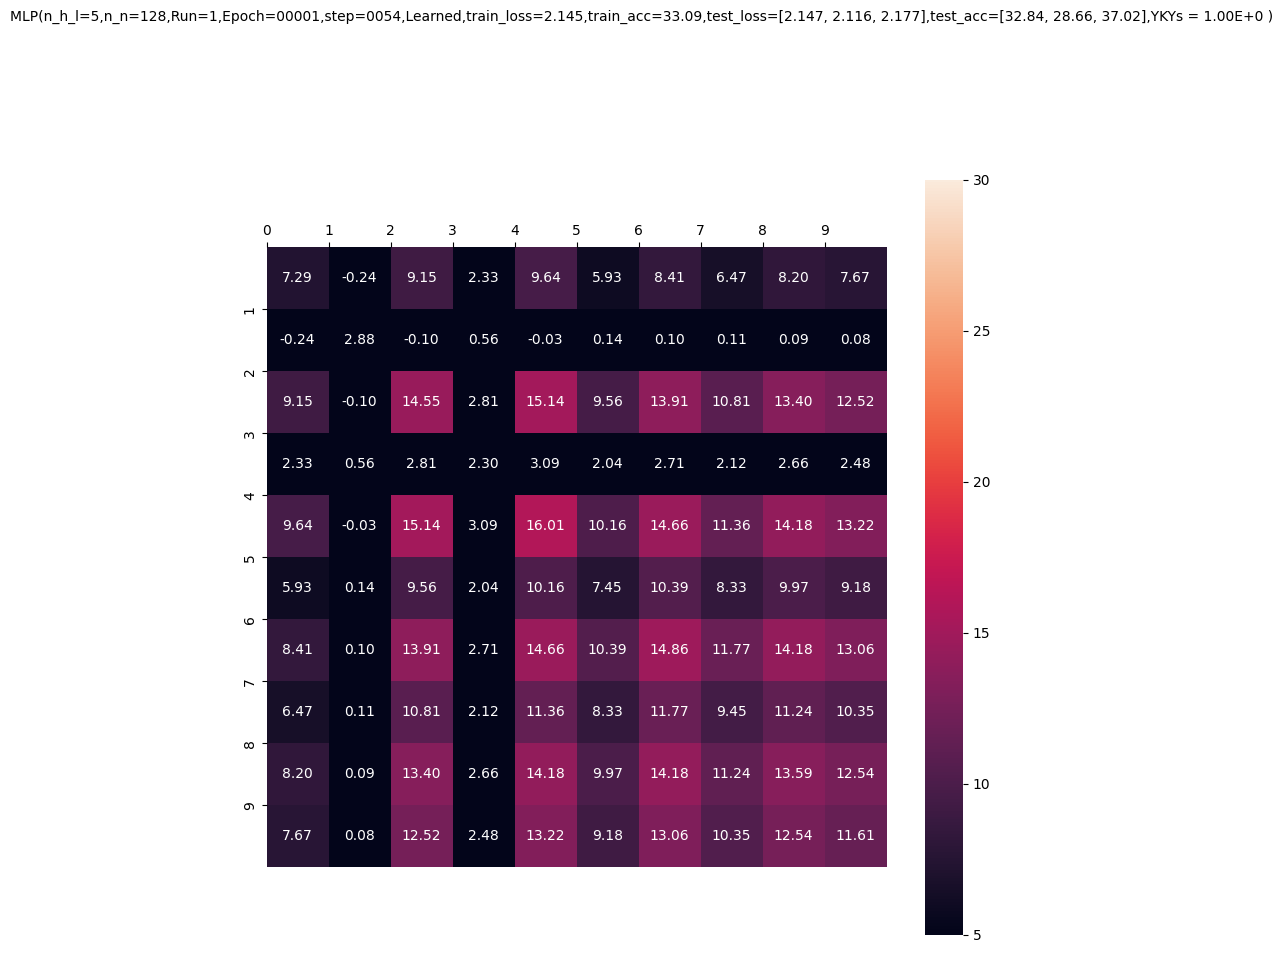 MLP(n_h_l=5,n_n=128,Run=1,Epoch=00001,step=0054,Learned,train_loss=2.145,train_acc=33.09,test_loss=[2.147, 2.116, 2.177],test_acc=[32.84, 28.66, 37.02],YKYs = 1.00E+0 )
30
0 1 2 3 4 5 6 7 8 9
7.29 -0.24 9.15 2.33 9.64 5.93 8.41 6.47 8.20 7.67
1
25
-0.24 2.88 -0.10 0.56 -0.03 0.14 0.10 0.11 0.09 0.08
2
9.15 -0.10 14.55 2.81 15.14 9.56 13.91 10.81 13.40 12.52
3
2.33 0.56 2.81 2.30 3.09 2.04 2.71 2.12 2.66 2.48
20
4
9.64 -0.03 15.14 3.09 16.01 10.16 14.66 11.36 14.18 13.22
5
5.93 0.14 9.56 2.04 10.16 7.45 10.39 8.33 9.97 9.18
6
15
8.41 0.10 13.91 2.71 14.66 10.39 14.86 11.77 14.18 13.06
7
6.47 0.11 10.81 2.12 11.36 8.33 11.77 9.45 11.24 10.35
8
8.20 0.09 13.40 2.66 14.18 9.97 14.18 11.24 13.59 12.54
10
9
7.67 0.08 12.52 2.48 13.22 9.18 13.06 10.35 12.54 11.61
5